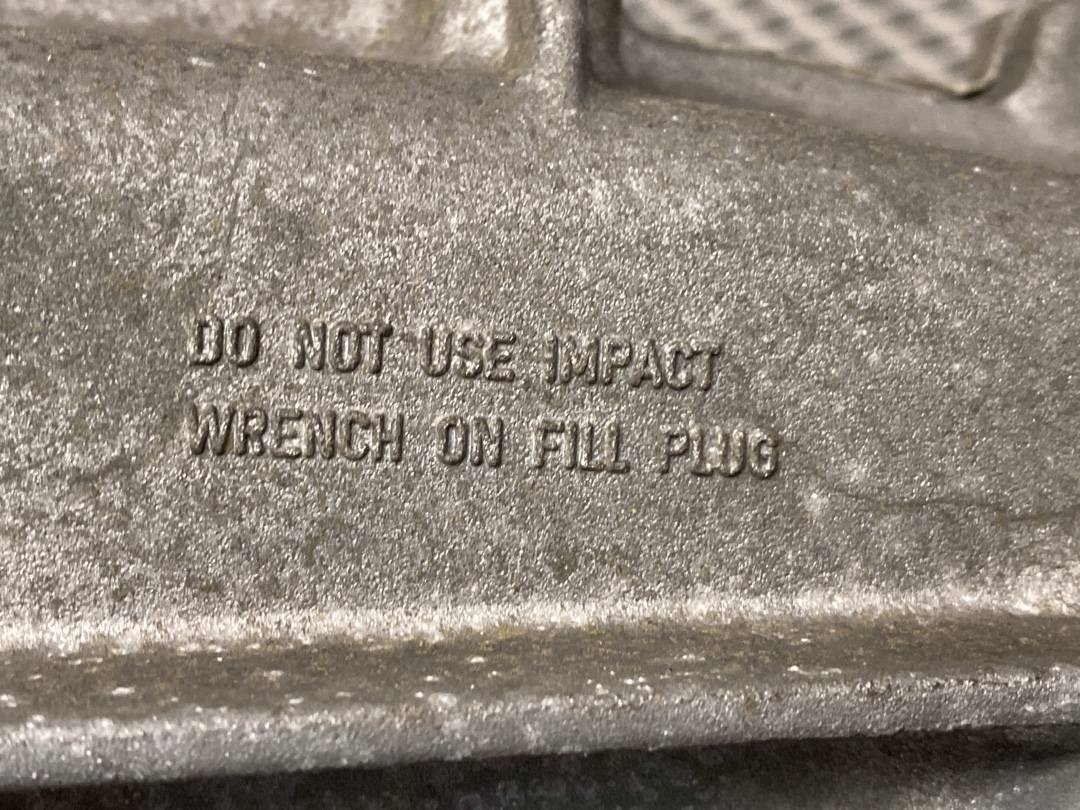 DO NOT USE IMPACT
WRENCH ON FILL PLUG